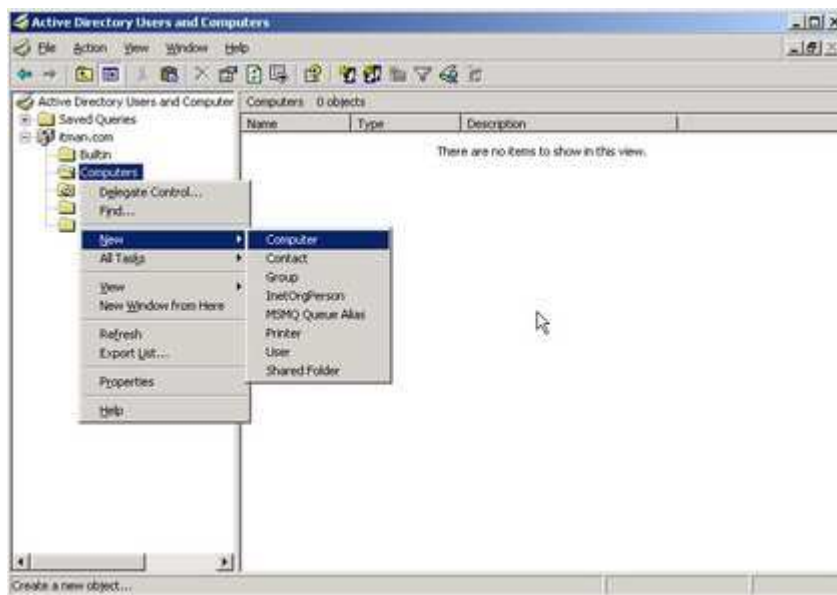 Active Directory Users and Computers
File Action View Window Help
Active Directory Users and Computer
Computers 0 objects
Saved Queries
Name Type Description
itman.com
There are no items to show in this view.
Builtin
Computers
Delegate Control...
Find...
New
Computer
All Tasks
Contact
Group
View
InetOrgPerson
New Window from Here
MSMQ Queue Alias
Printer
Refresh
User
Export List...
Shared Folder
Properties
Help
Create a new object...